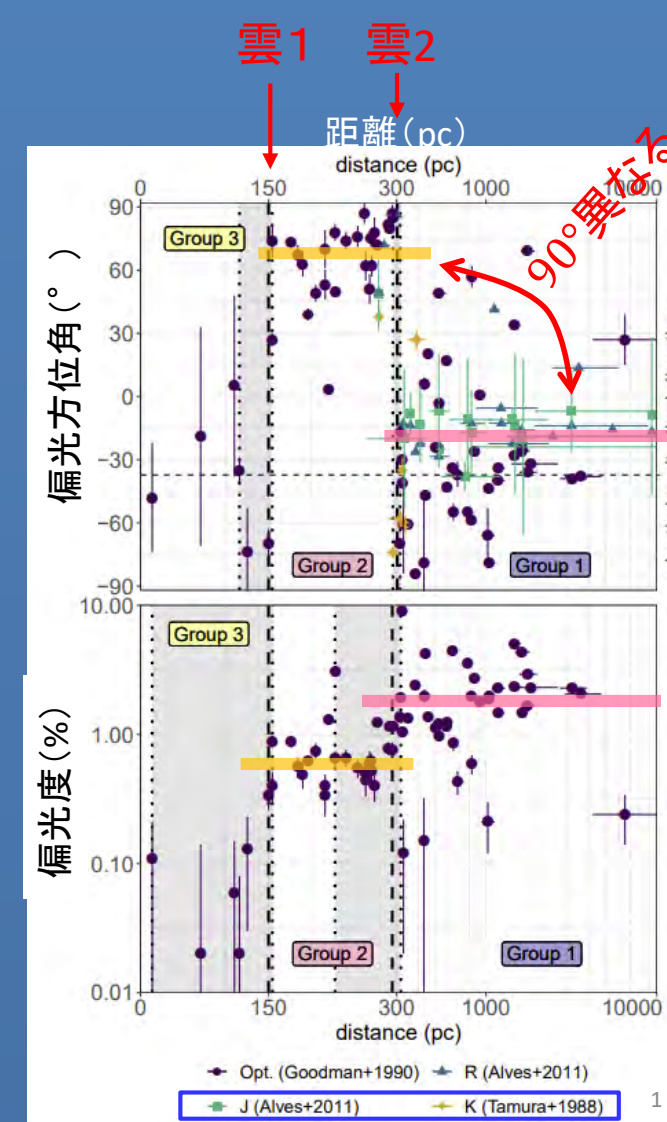 雲1 雲2
距離(pc)
distance (pc)
0 150 300 1000 10000
90°異なる
偏光方位角(°)
90
60
30
0
−30
−60
−90
Group 3
Group 2
Group 1
偏光度(%)
10.00
1.00
0.10
0.01
Group 3
Group 2
Group 1
0 150 300 1000 10000
distance (pc)
Opt. (Goodman+1990) R (Alves+2011)
J (Alves+2011) K (Tamura+1988)
1